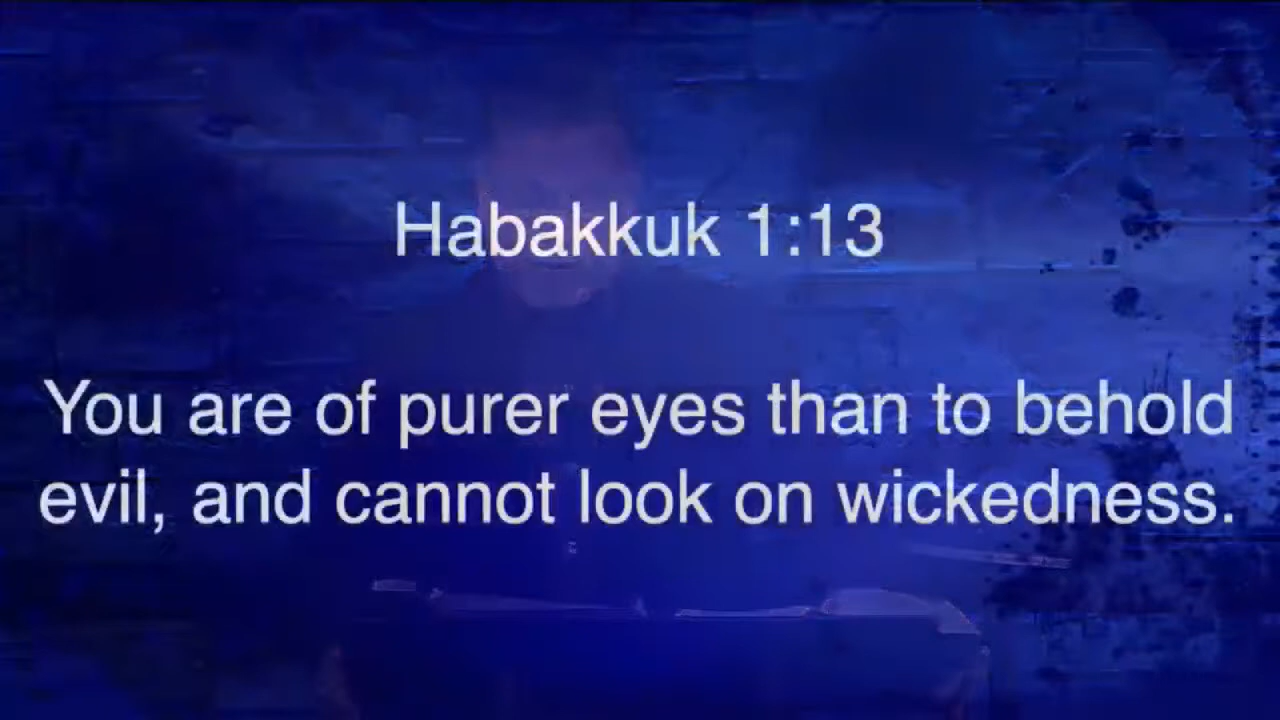 Habakkuk 1:13
You are of purer eyes than to behold
evil, and cannot look on wickedness.